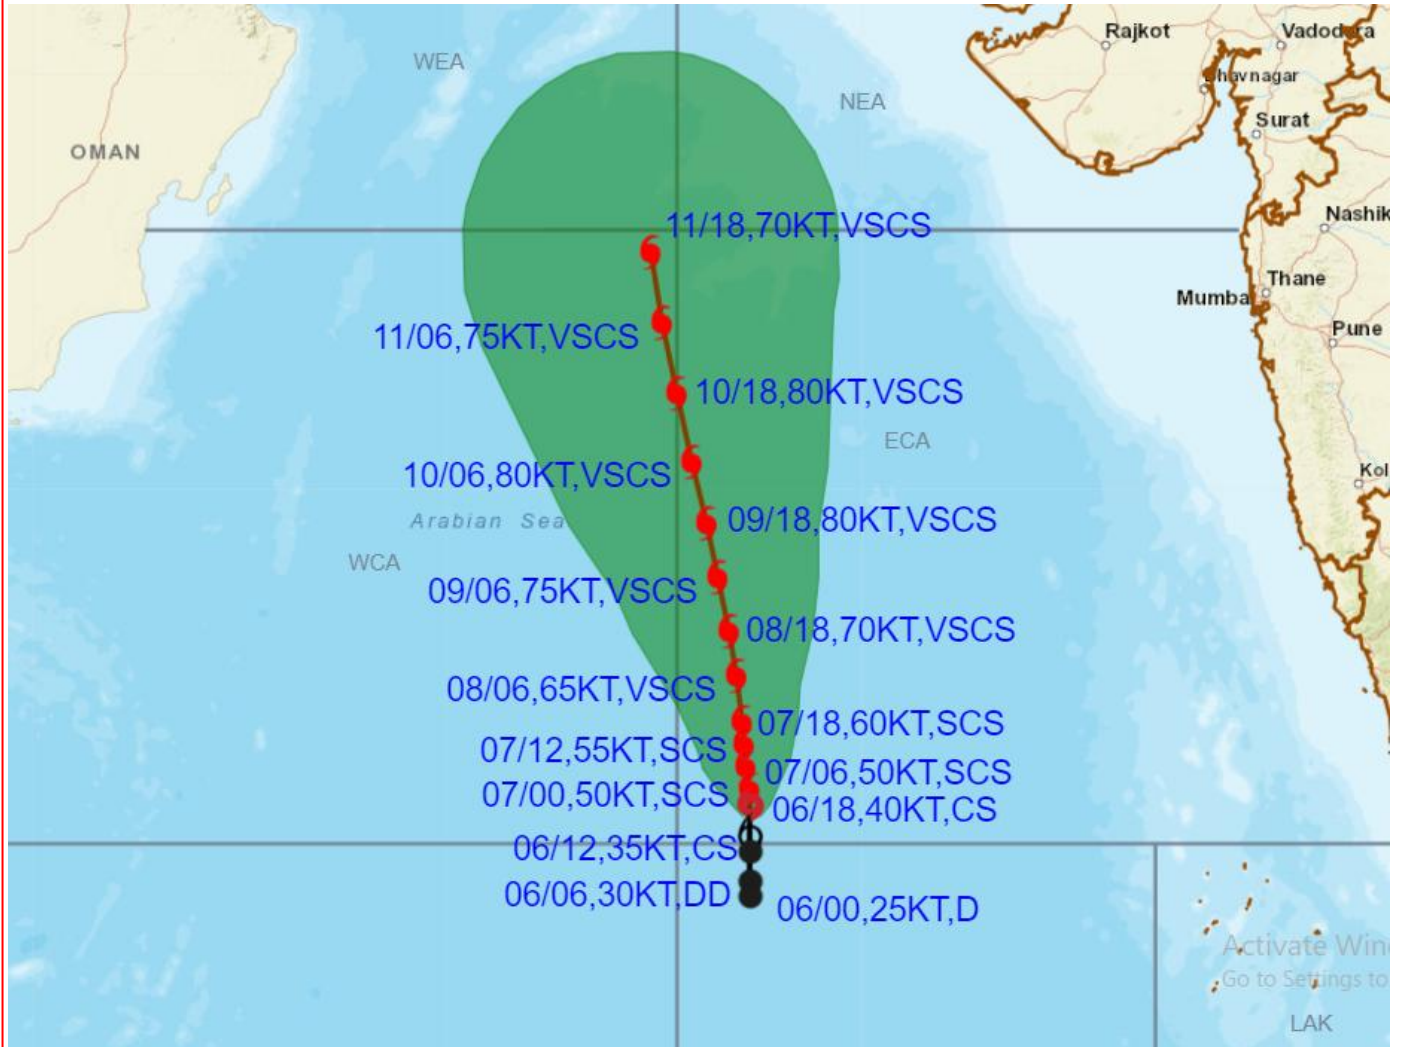 Rajkot
Vadodara
WEA
Bhavnagar
NEA
Surat
OMAN
Nashik
11/18,70KT,VSCS
Thane
Mumba
11/06,75KT,VSCS
Pune
10/18,80KT,VSCS
ECA
10/06,80KT,VSCS
Kol
09/18,80KT,VSCS
Arabian Sea
WCA
09/06,75KT,VSCS
08/18,70KT,VSCS
08/06,65KT,VSCS
07/18,60KT,SCS
07/12,55KT,SCS
07/06,50KT,SCS
07/00,50KT,SCS
06/18,40KT,CS
06/12,35KT,CS
06/06,30KT,DD
06/00,25KT,D
Activate Win
Go to Settings to
LAK